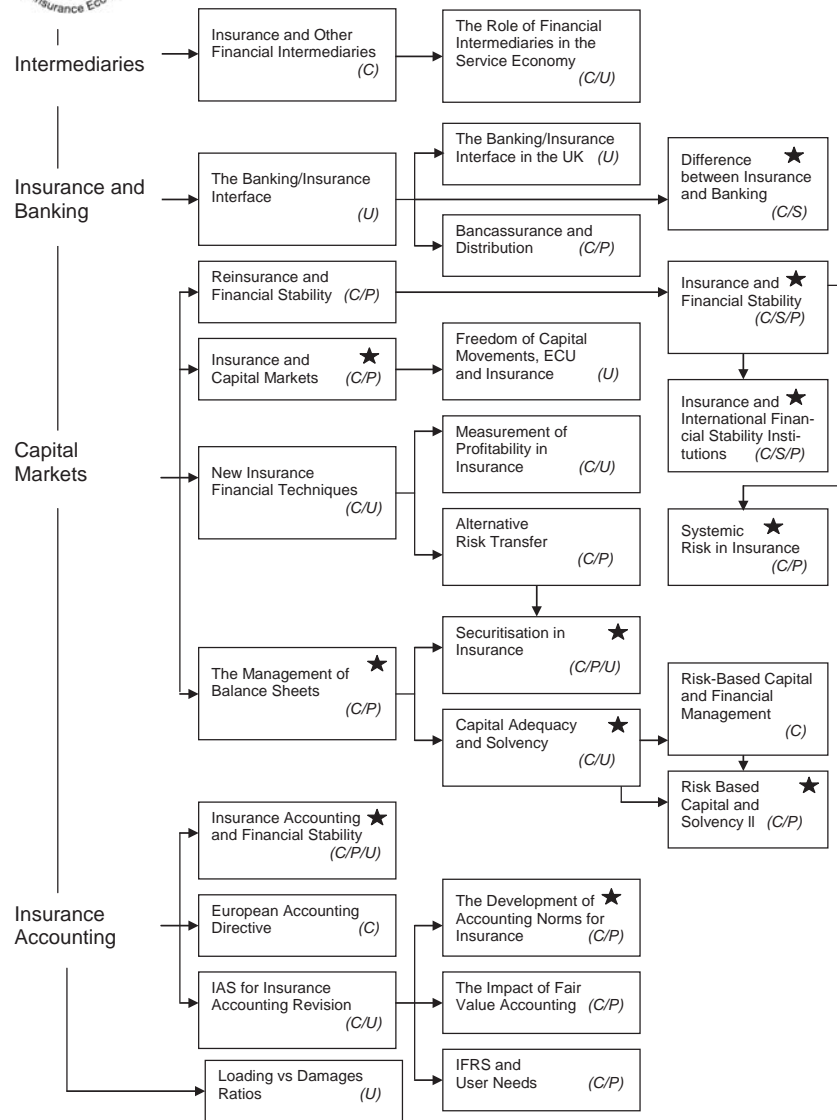 Insurance Eco
Intermediaries
Insurance and Other
Financial Intermediaries
(C)
The Role of Financial
Intermediaries in the
Service Economy
(C/U)
Insurance and
Banking
The Banking/Insurance
Interface
(U)
The Banking/Insurance
Interface in the UK (U)
Bancassurance and
Distribution (C/P)
Difference
between Insurance
and Banking
(C/S)
Capital
Markets
Reinsurance and
Financial Stability (C/P)
Insurance and
Financial Stability
(C/S/P)
Insurance and
Capital Markets (C/P)
Freedom of Capital
Movements, ECU
and Insurance (U)
Insurance and
International Finan-
cial Stability Insti-
tutions (C/S/P)
New Insurance
Financial Techniques
(C/U)
Measurement of
Profitability in
Insurance (C/U)
Alternative
Risk Transfer
(C/P)
Systemic
Risk in Insurance
(C/P)
The Management of
Balance Sheets
(C/P)
Securitisation in
Insurance
(C/P/U)
Capital Adequacy
and Solvency
(C/U)
Risk-Based Capital
and Financial
Management
(C)
Risk Based
Capital and
Solvency II (C/P)
Insurance
Accounting
Insurance Accounting
and Financial Stability
(C/P/U)
European Accounting
Directive (C)
IAS for Insurance
Accounting Revision
(C/U)
The Development of
Accounting Norms for
Insurance (C/P)
The Impact of Fair
Value Accounting (C/P)
IFRS and
User Needs (C/P)
Loading vs Damages
Ratios (U)